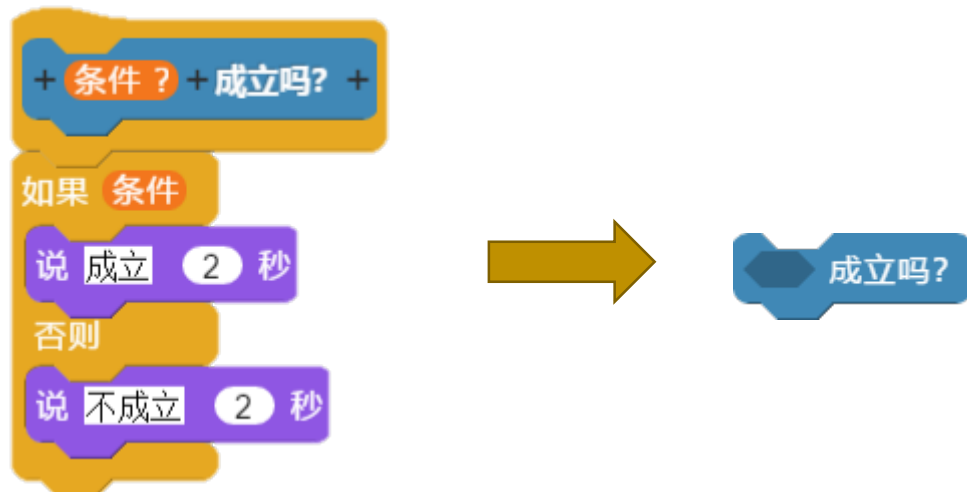 + 条件 ? + 成立吗? +
如果 条件
说 成立 2 秒
否则
说 不成立 2 秒
成立吗?